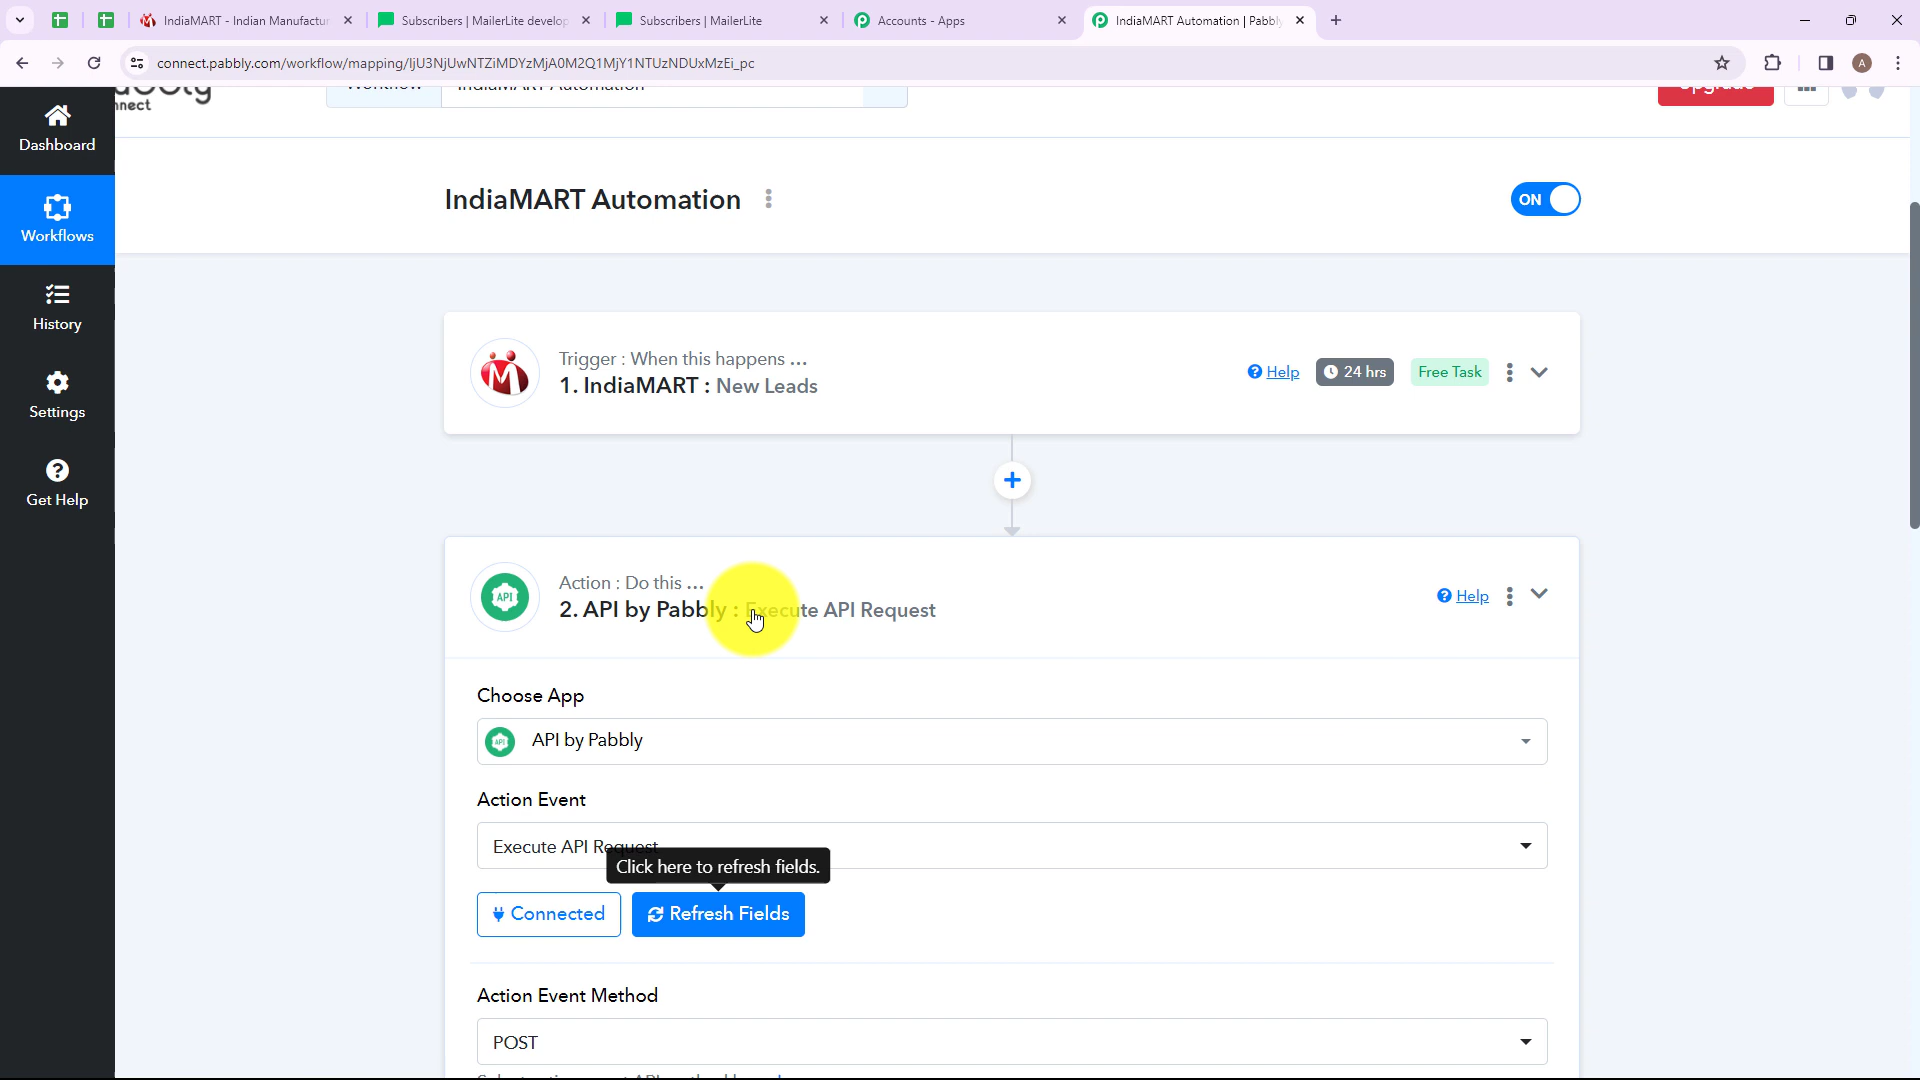 IndiaMART - Indian Manufactur
Subscribers | MailerLite develop
Subscribers | MailerLite
Accounts - Apps
IndiaMART Automation | Pabbly
connect.pabbly.com/workflow/mapping/IjU3NjUwNTZiMDYzMjA0M2Q1MjY1NTUzNDUxMzEi_pc
A
nnect
Workflow
IndiaMART Automation
Upgrade
Dashboard
Workflows
History
Settings
Get Help
IndiaMART Automation
ON
Trigger : When this happens ...
1. IndiaMART : New Leads
Help
24 hrs
Free Task
API
Action : Do this ...
2. API by Pabbly : Execute API Request
Help
Choose App
API
API by Pabbly
Action Event
Execute API Request
Click here to refresh fields.
Connected
Refresh Fields
Action Event Method
POST